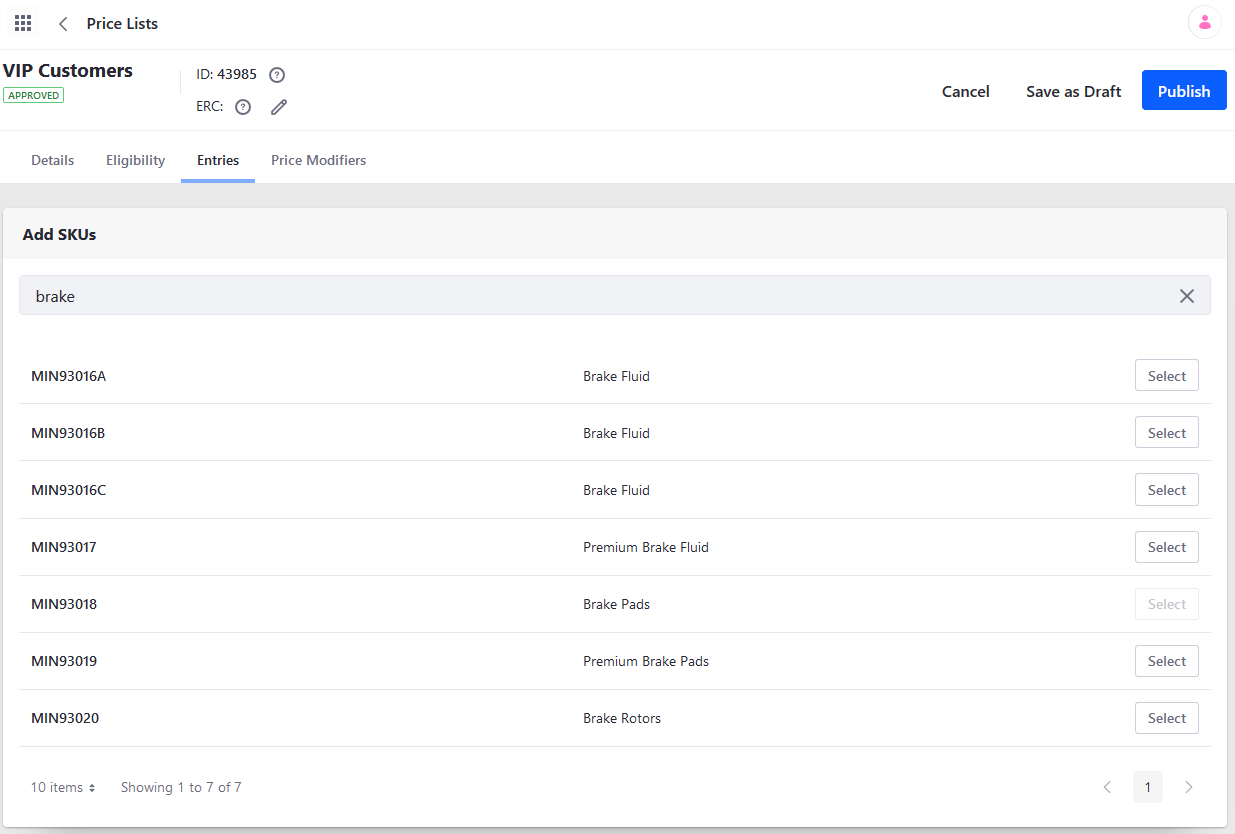 Price Lists
VIP Customers
APPROVED
ID: 43985 ?
ERC: ?
Cancel Save as Draft Publish
Details Eligibility Entries Price Modifiers
Add SKUs
brake
MIN93016A Brake Fluid Select
MIN93016B Brake Fluid Select
MIN93016C Brake Fluid Select
MIN93017 Premium Brake Fluid Select
MIN93018 Brake Pads Select
MIN93019 Premium Brake Pads Select
MIN93020 Brake Rotors Select
10 items Showing 1 to 7 of 7 1